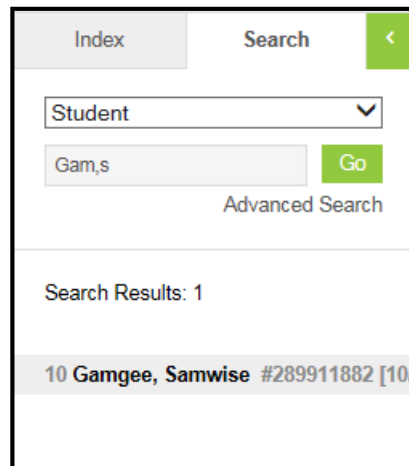 Index Search <
Student
Gam,s Go
Advanced Search
Search Results: 1
10 Gamgee, Samwise #289911882 [10